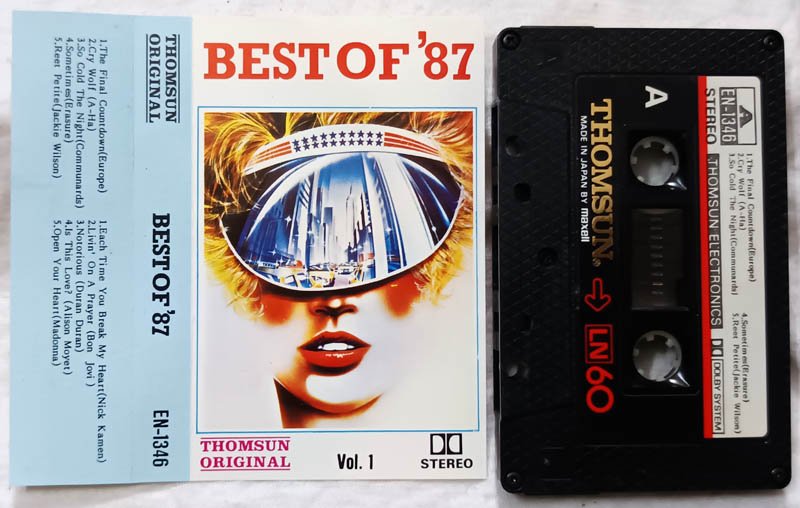 THOMSUN
ORIGINAL
1.The Final Countdown(Europe)
2.Cry Wolf (A-Ha)
3.So Cold The Night(Communards)
4.Sometimes(Erasure)
5.Reet Petite(Jackie Wilson)
BEST OF '87
1.Each Time You Break My Heart(Nick Kamen)
2.Livin' On A Prayer (Bon Jovi )
3.Notorious (Duran Duran)
4.Is This Love? (Alison Moyet)
5.Open Your Heart(Madonna)
EN-1346
BEST OF '87
THOMSUN
ORIGINAL
Vol. 1
STEREO
A
THOMSUN
MADE IN JAPAN BY maxell
LN60
A
EN-1346
STEREO
1.The Final Countdown(Europe)
2.Cry Wolf (A-Ha)
3.So Cold The Night(Communards)
4.Sometimes(Erasure)
5.Reet Petite(Jackie Wilson)
THOMSUN ELECTRONICS
DOLBY SYSTEM